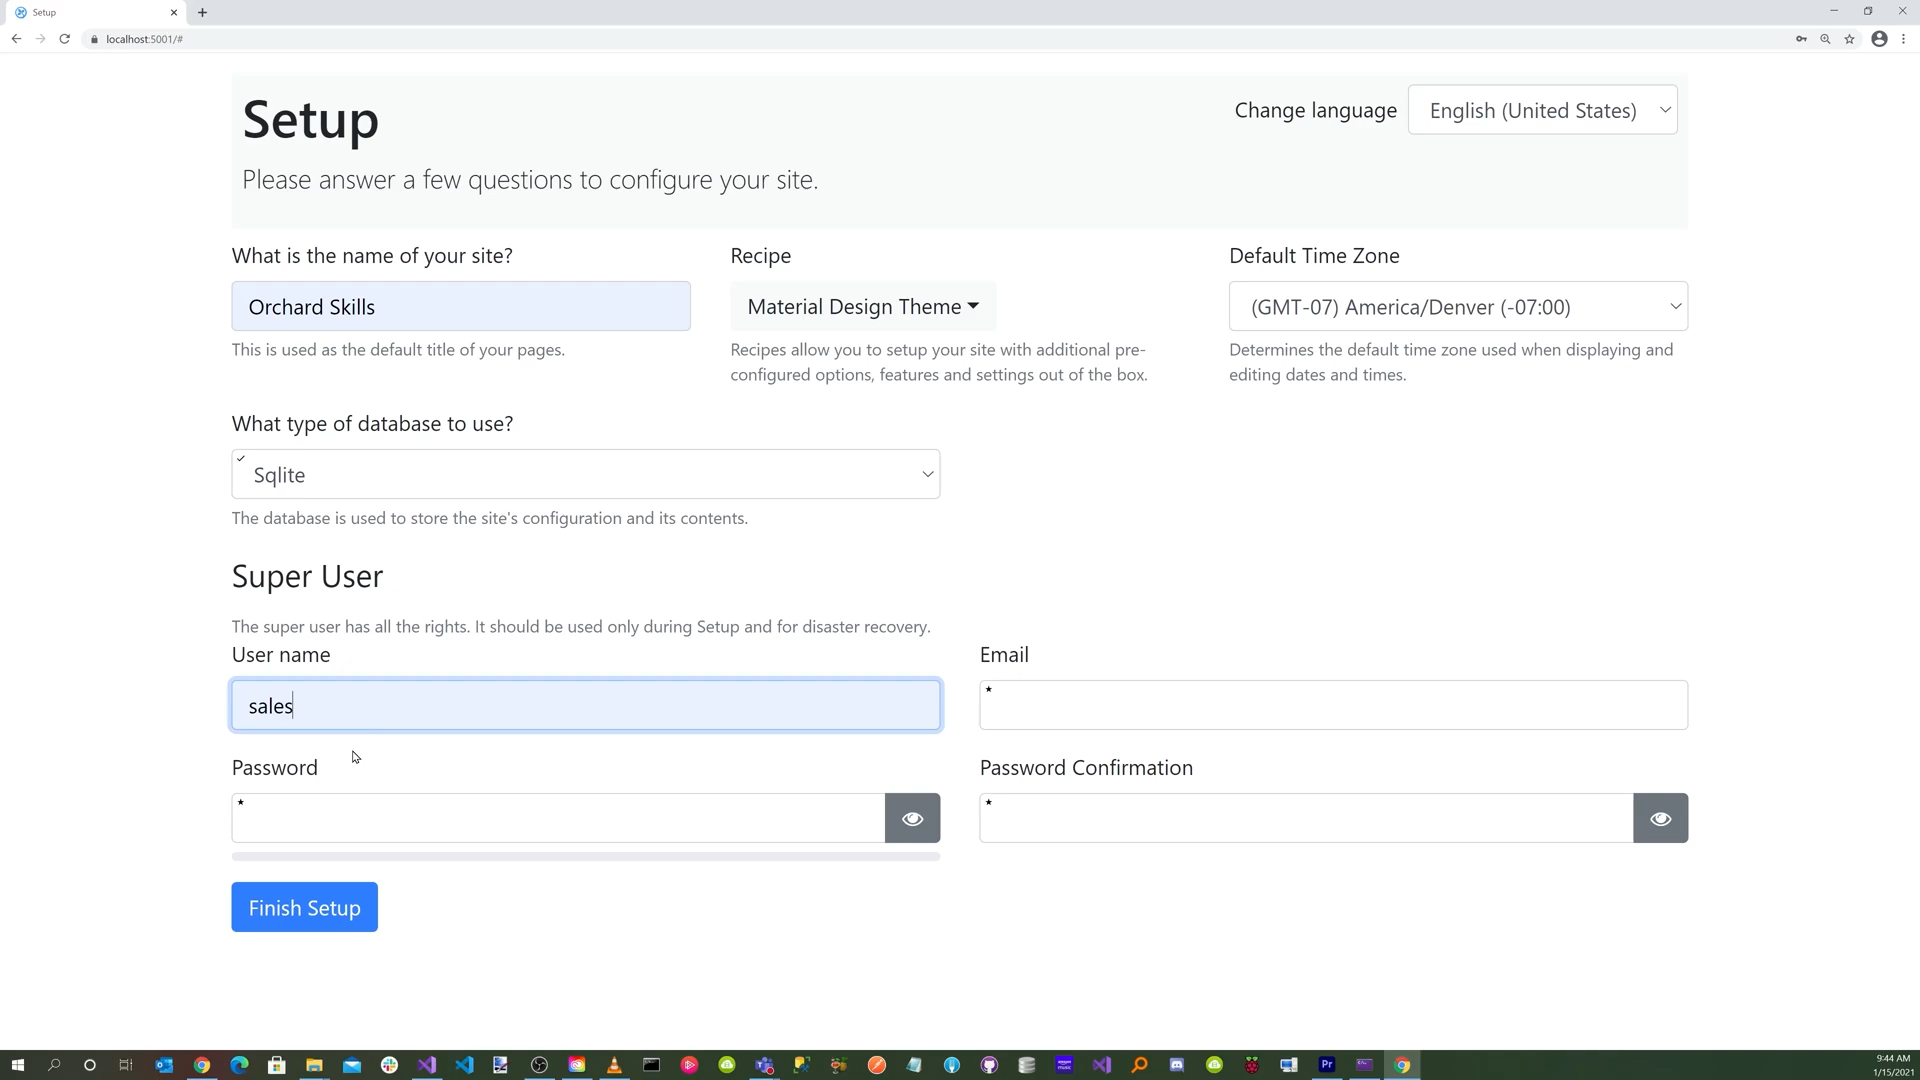 Setup
localhost:5001/#
Setup
Change language
English (United States)
Please answer a few questions to configure your site.
What is the name of your site?
Recipe
Default Time Zone
Orchard Skills
Material Design Theme
(GMT-07) America/Denver (-07:00)
This is used as the default title of your pages.
Recipes allow you to setup your site with additional pre-
configured options, features and settings out of the box.
Determines the default time zone used when displaying and
editing dates and times.
What type of database to use?
Sqlite
The database is used to store the site's configuration and its contents.
Super User
The super user has all the rights. It should be used only during Setup and for disaster recovery.
User name
Email
sales
*
Password
Password Confirmation
*
*
Finish Setup
Pr
9:44 AM
1/15/2021